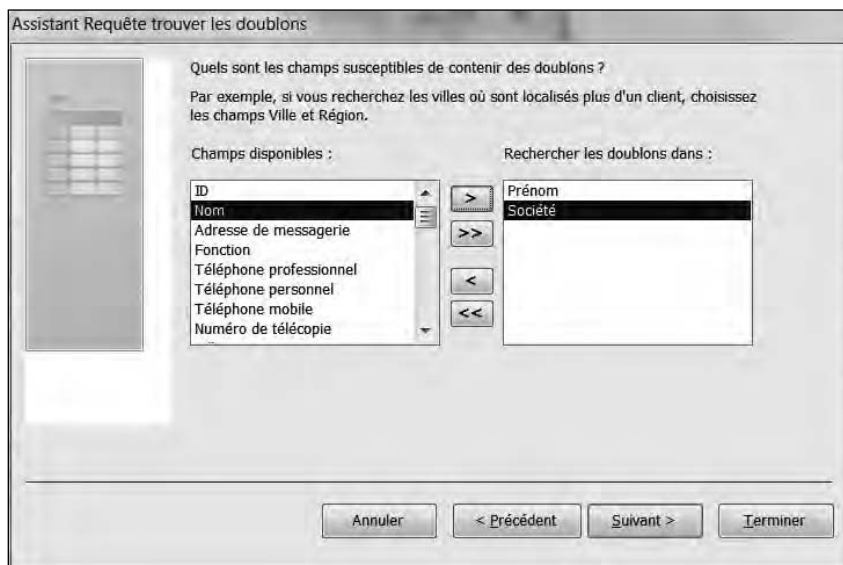 Assistant Requête trouver les doublons
Quels sont les champs susceptibles de contenir des doublons ?
Par exemple, si vous recherchez les villes où sont localisés plus d'un client, choisissez
les champs Ville et Région.
Champs disponibles :
ID
Nom
Adresse de messagerie
Fonction
Téléphone professionnel
Téléphone personnel
Téléphone mobile
Numéro de télécopie
>
>>
<
<<
Rechercher les doublons dans :
Prénom
Société
Annuler
< Précédent
Suivant >
Terminer